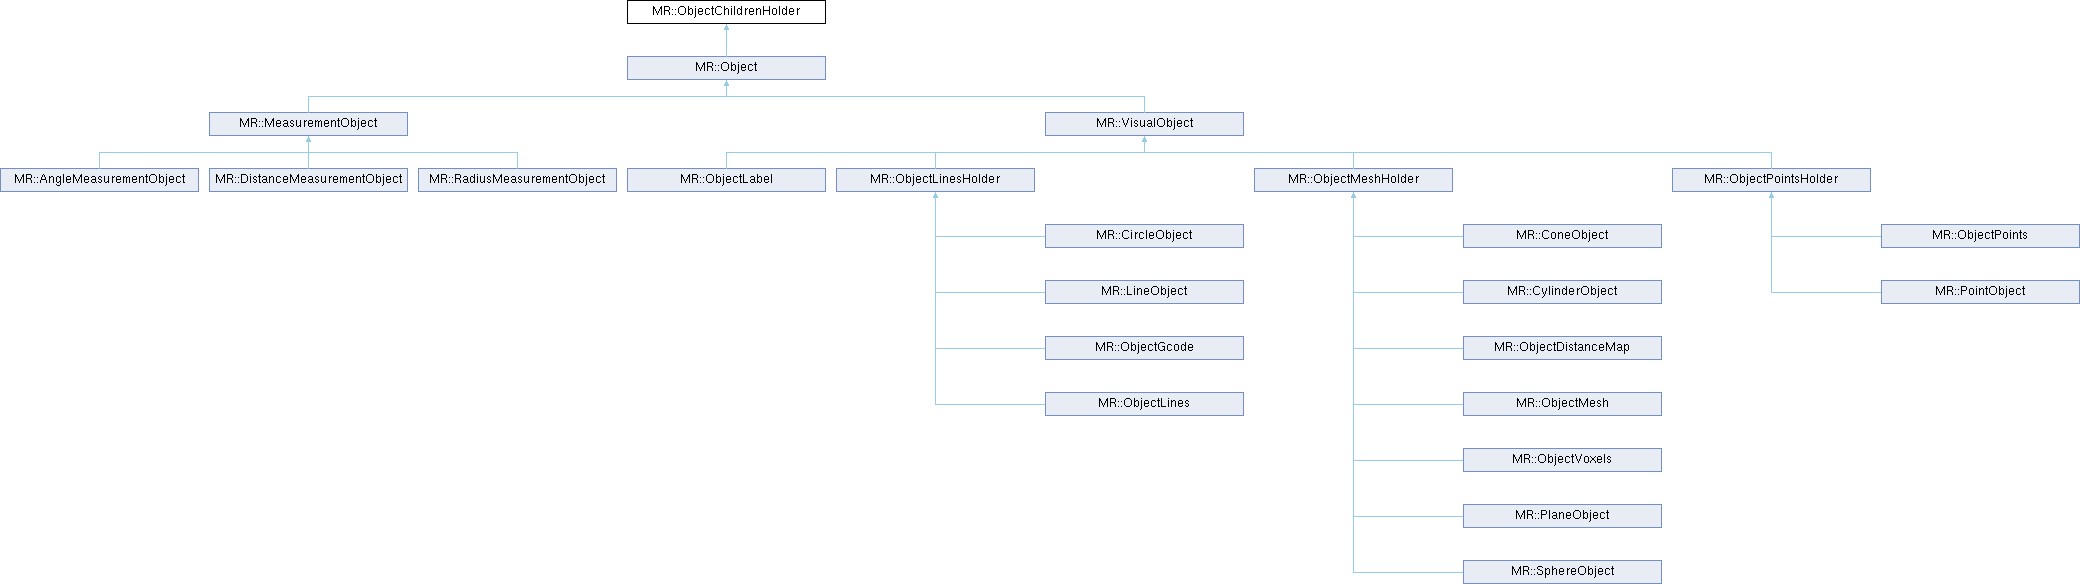 MR::ObjectChildrenHolder
MR::Object
MR::MeasurementObject
MR::VisualObject
MR::AngleMeasurementObject
MR::DistanceMeasurementObject
MR::RadiusMeasurementObject
MR::ObjectLabel
MR::ObjectLinesHolder
MR::ObjectMeshHolder
MR::ObjectPointsHolder
MR::CircleObject
MR::ConeObject
MR::ObjectPoints
MR::LineObject
MR::CylinderObject
MR::PointObject
MR::ObjectGcode
MR::ObjectDistanceMap
MR::ObjectLines
MR::ObjectMesh
MR::ObjectVoxels
MR::PlaneObject
MR::SphereObject